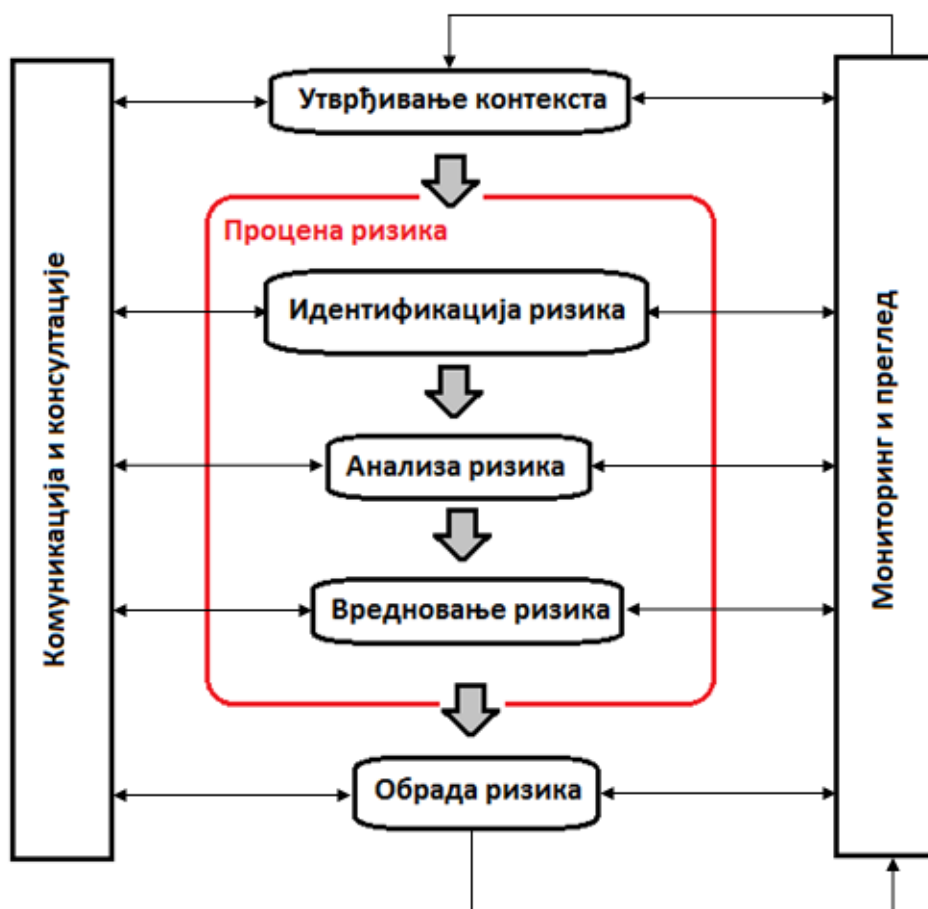 Утврђивање контекста
Процена ризика
Идентификација ризика
Анализа ризика
Вредновање ризика
Обрада ризика
Комуникација и консултације
Мониторинг и преглед